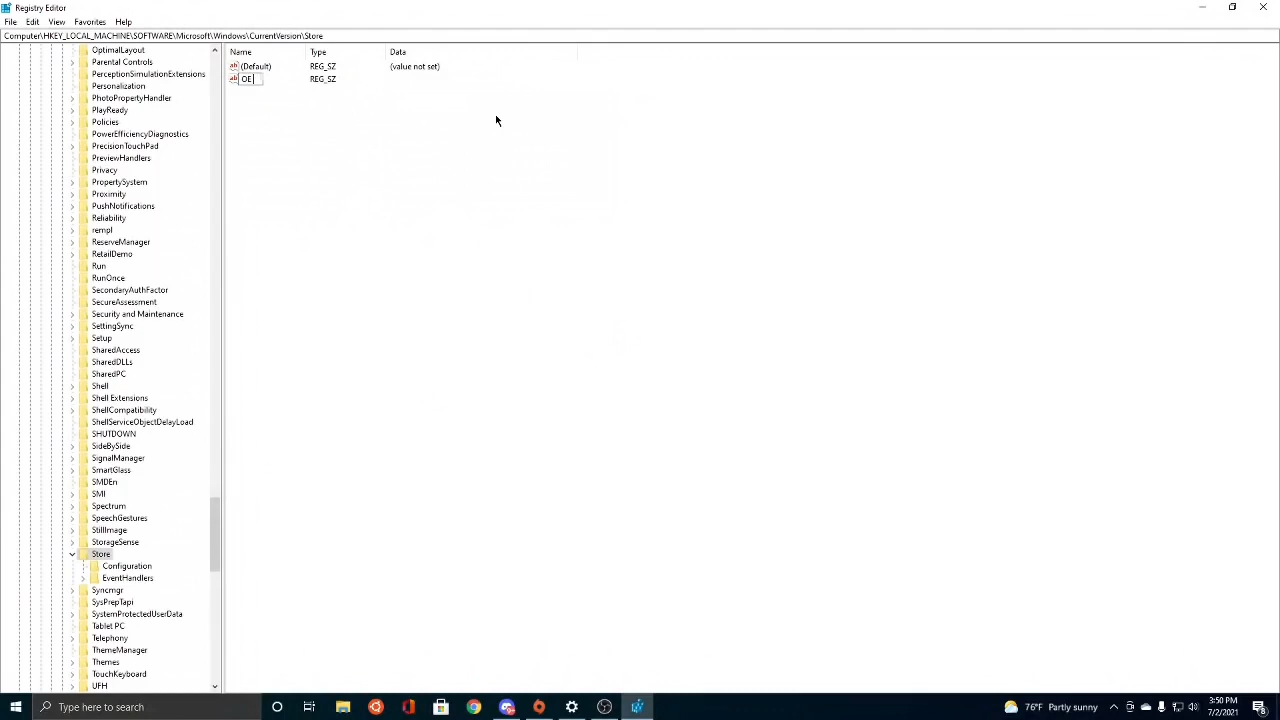 Registry Editor
File Edit View Favorites Help
Computer\HKEY_LOCAL_MACHINE\SOFTWARE\Microsoft\Windows\CurrentVersion\Store
OptimalLayout
Parental Controls
PerceptionSimulationExtensions
Personalization
PhotoPropertyHandler
PlayReady
Policies
PowerEfficiencyDiagnostics
PrecisionTouchPad
PreviewHandlers
Privacy
PropertySystem
Proximity
PushNotifications
Reliability
rempl
ReserveManager
RetailDemo
Run
RunOnce
SecondaryAuthFactor
SecureAssessment
Security and Maintenance
SettingSync
Setup
SharedAccess
SharedDLLs
SharedPC
Shell
Shell Extensions
ShellCompatibility
ShellServiceObjectDelayLoad
SHUTDOWN
SideBySide
SignalManager
SmartGlass
SMDEn
SMI
Spectrum
SpeechGestures
StillImage
StorageSense
Store
Configuration
EventHandlers
Syncmgr
SysPrepTapi
SystemProtectedUserData
Tablet PC
Telephony
ThemeManager
Themes
TouchKeyboard
UFH
Name Type Data
(Default) REG_SZ (value not set)
OE REG_SZ
Type here to search
76°F Partly sunny
3:50 PM
7/2/2021
8